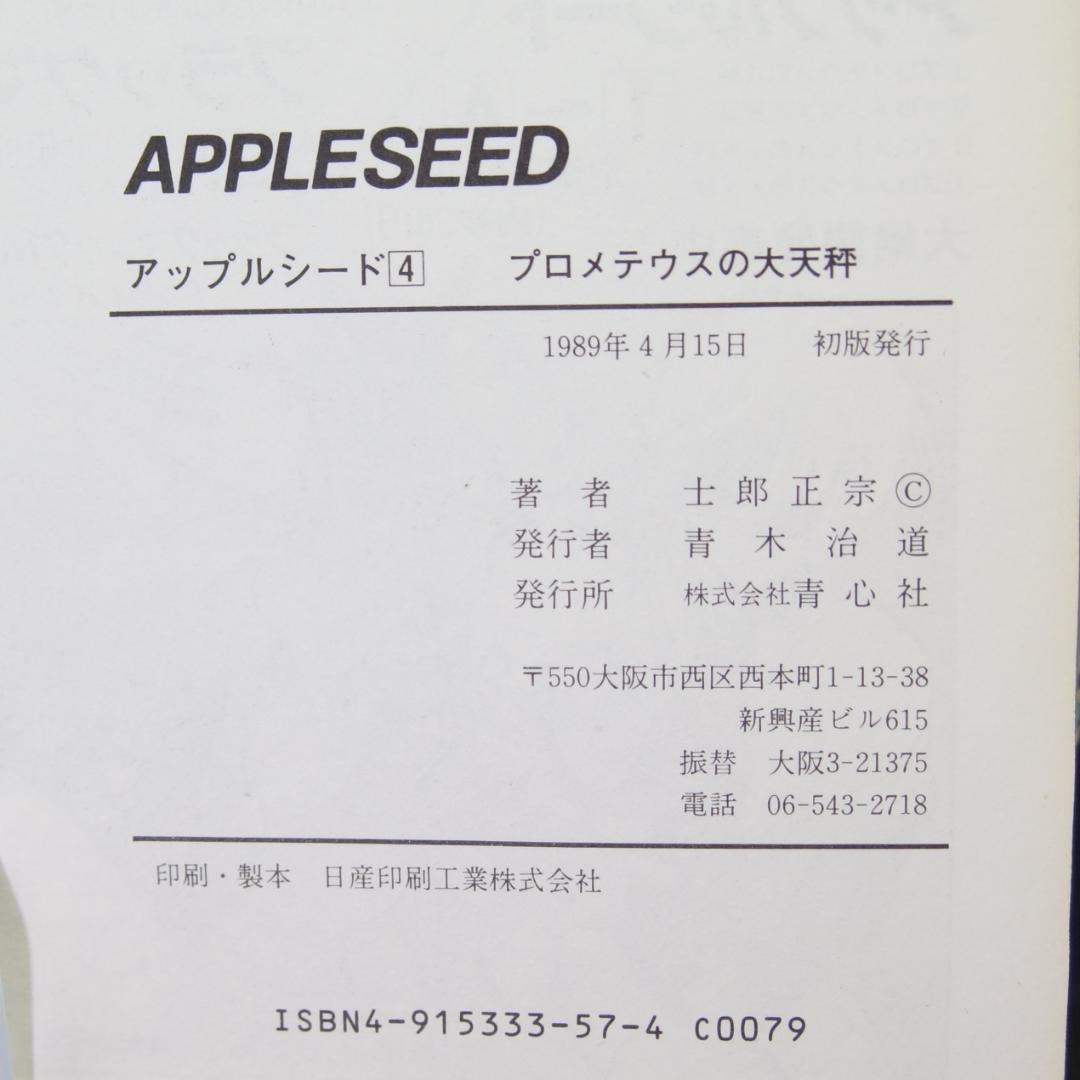 APPLESEED
アップルシード4 プロメテウスの大天秤
1989年4月15日 初版発行
著者 士郎正宗©
発行者 青木治道
発行所 株式会社青心社
〒550大阪市西区西本町1-13-38
新興産ビル615
振替 大阪3-21375
電話 06-543-2718
印刷・製本 日産印刷工業株式会社
ISBN4-915333-57-4 C0079